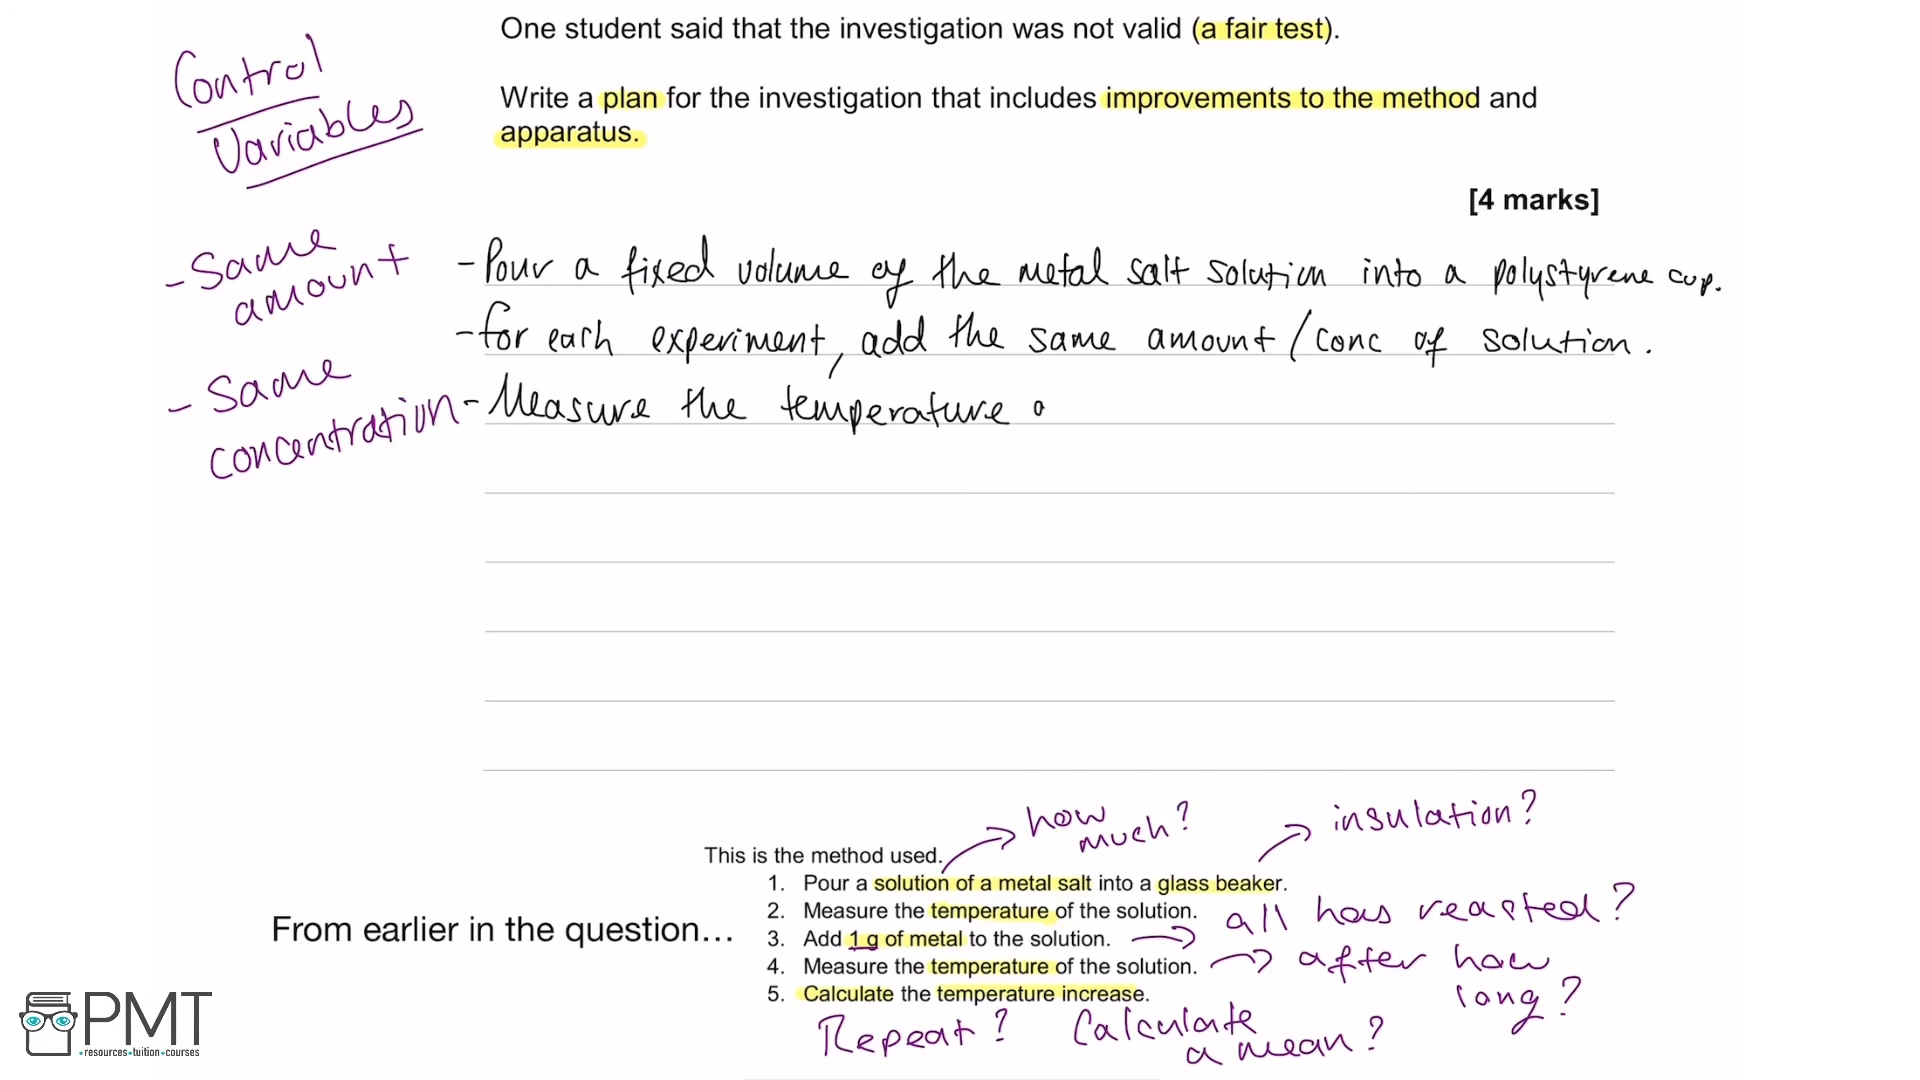 One student said that the investigation was not valid (a fair test).
Write a plan for the investigation that includes improvements to the method and
apparatus.
[4 marks]
Control
Variables
- Same
amount
- Same
concentration
- Pour a fixed volume of the metal salt solution into a polystyrene cup.
- for each experiment, add the same amount / conc of solution.
- Measure the temperature o
how
much?
insulation?
This is the method used.
1. Pour a solution of a metal salt into a glass beaker.
2. Measure the temperature of the solution.
3. Add 1 g of metal to the solution.
4. Measure the temperature of the solution.
5. Calculate the temperature increase.
all has reacted?
after how
long?
From earlier in the question…
Repeat?
Calculate
a mean?
PMT
•resources•tuition•courses